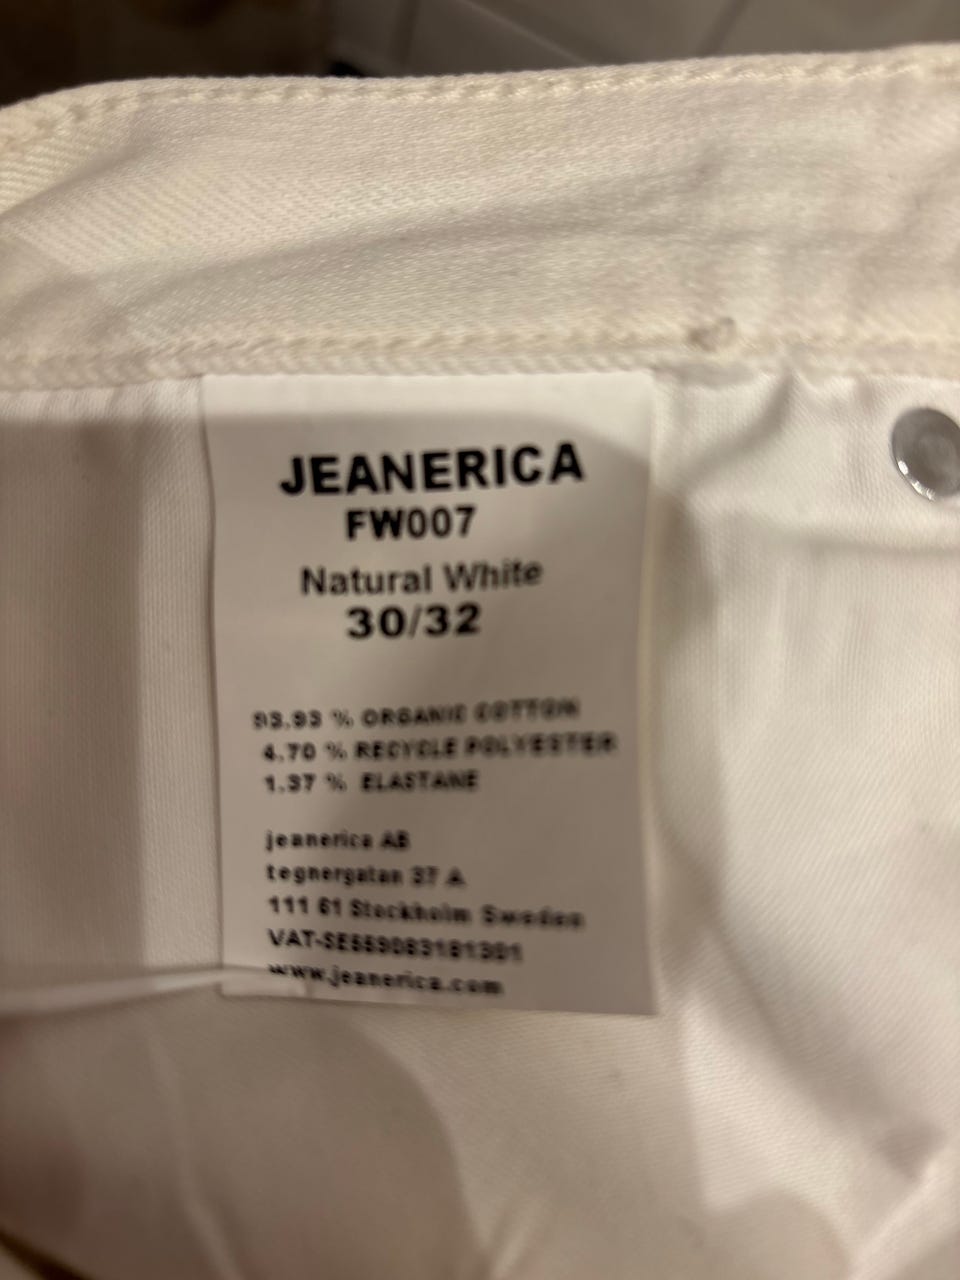 JEANERICA
FW007
Natural White
30/32
93.93 % ORGANIC COTTON
4.70 % RECYCLE POLYESTER
1.37 % ELASTANE
jeanerica AB
tegnergatan 37 A
111 61 Stockholm Sweden
www.jeanerica.com